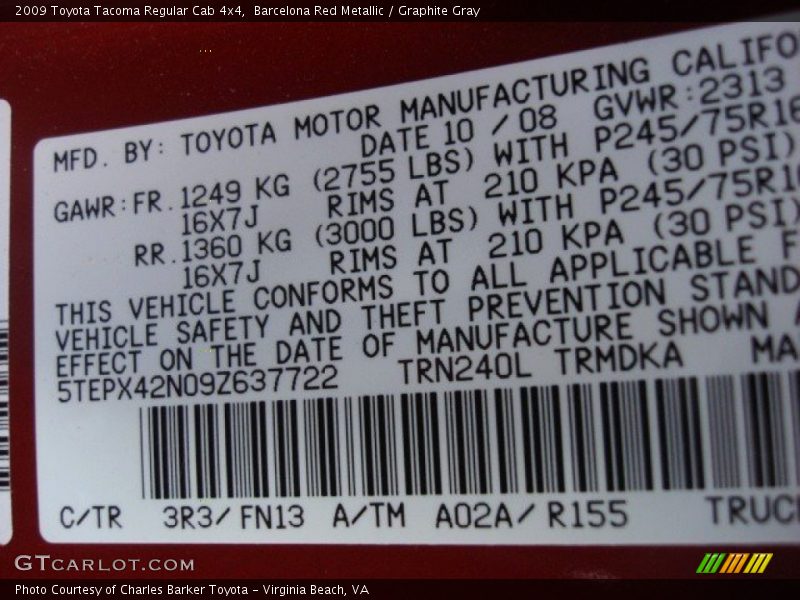 2009 Toyota Tacoma Regular Cab 4x4, Barcelona Red Metallic / Graphite Gray
MFD. BY: TOYOTA MOTOR MANUFACTURING CALIFO
DATE 10 /08 GVWR:2313
GAWR:FR.1249 KG (2755 LBS) WITH P245/75R16
16X7J RIMS AT 210 KPA (30 PSI)
RR.1360 KG (3000 LBS) WITH P245/75R16
16X7J RIMS AT 210 KPA (30 PSI)
THIS VEHICLE CONFORMS TO ALL APPLICABLE F
VEHICLE SAFETY AND THEFT PREVENTION STAND
EFFECT ON THE DATE OF MANUFACTURE SHOWN A
5TEPX42N09Z637722 TRN240L TRMDKA MA
C/TR 3R3/FN13 A/TM A02A/R155 TRUC
GTCARLOT.COM
Photo Courtesy of Charles Barker Toyota - Virginia Beach, VA